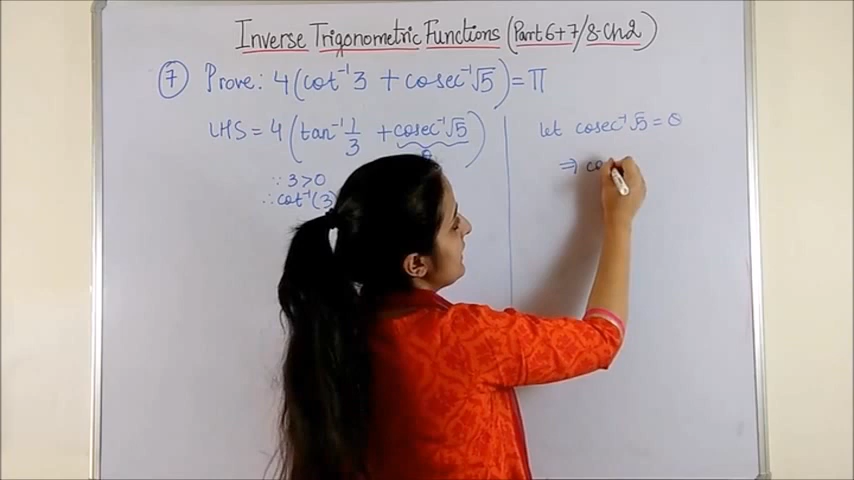 Inverse Trigonometric Functions (Part 6+7/8-Ch2)
⑦ Prove: 4(cot⁻¹3 + cosec⁻¹√5) = π
LHS = 4(tan⁻¹ 1/3 + cosec⁻¹√5)
θ
∵ 3>0
∴ cot⁻¹(3)
let cosec⁻¹√5 = θ
⇒ co